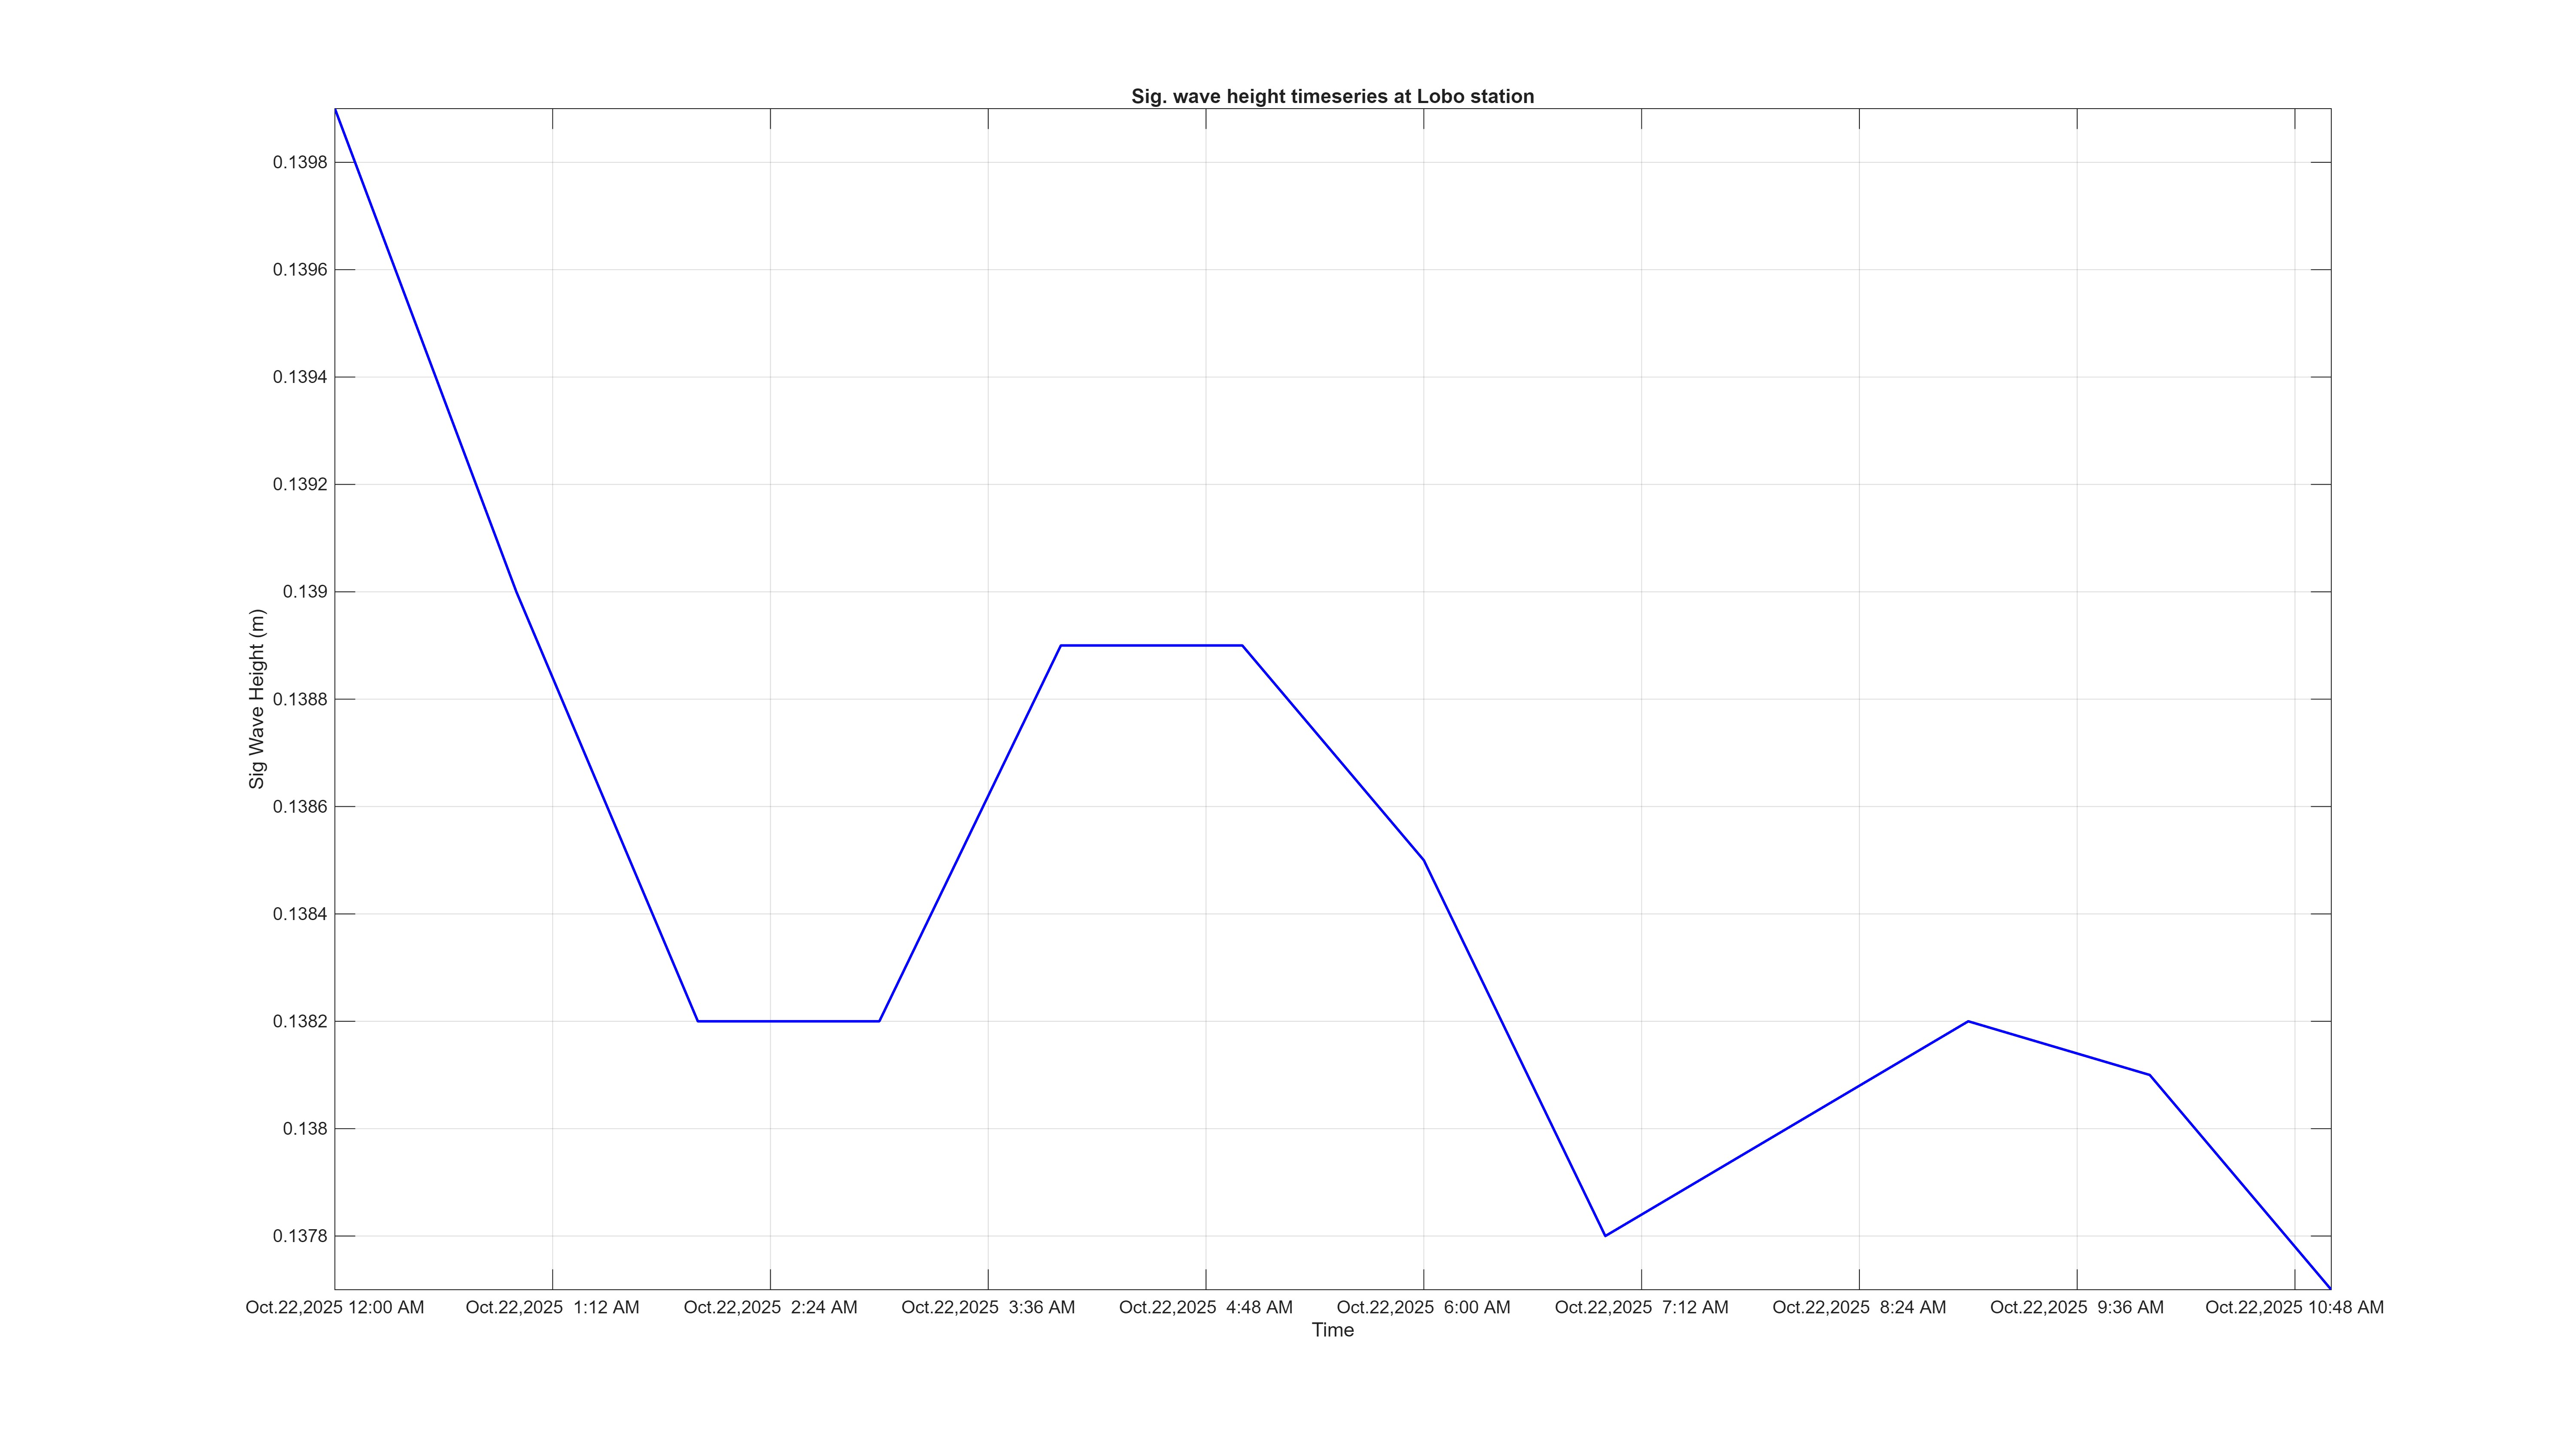 Sig. wave height timeseries at Lobo station
0.1398
0.1396
0.1394
0.1392
0.139
0.1388
0.1386
0.1384
0.1382
0.138
0.1378
Sig Wave Height (m)
Oct.22,2025 12:00 AM Oct.22,2025  1:12 AM Oct.22,2025  2:24 AM Oct.22,2025  3:36 AM Oct.22,2025  4:48 AM Oct.22,2025  6:00 AM Oct.22,2025  7:12 AM Oct.22,2025  8:24 AM Oct.22,2025  9:36 AM Oct.22,2025 10:48 AM
Time